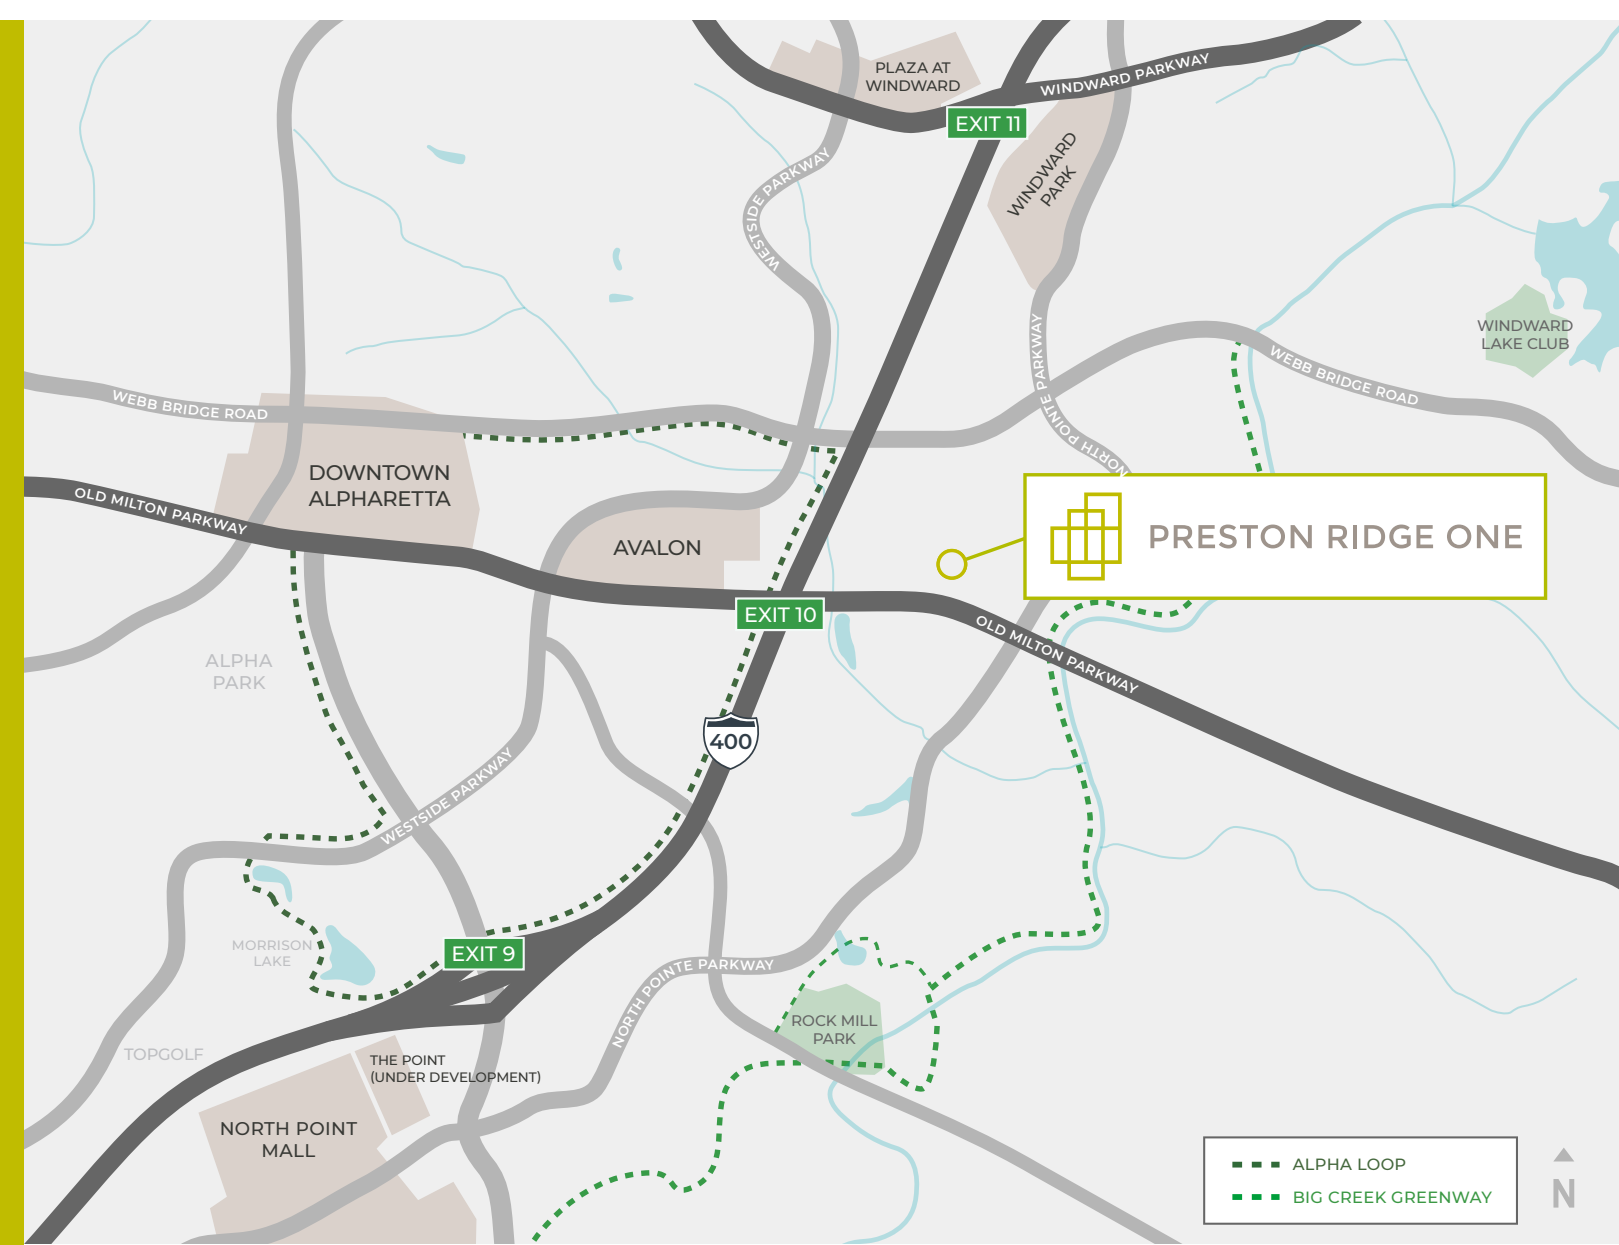 PLAZA AT
WINDWARD
WINDWARD PARKWAY
EXIT 11
WINDWARD
PARK
WESTSIDE PARKWAY
WESTSIDE
WINDWARD
LAKE CLUB
NORTH POINTE PARKWAY
WEBB BRIDGE ROAD
WEBB BRIDGE ROAD
DOWNTOWN
ALPHARETTA
OLD MILTON PARKWAY
AVALON
PRESTON RIDGE ONE
EXIT 10
OLD MILTON PARKWAY
ALPHA
PARK
400
WESTSIDE PARKWAY
MORRISON
LAKE
EXIT 9
NORTH POINTE PARKWAY
ROCK MILL
PARK
TOPGOLF
THE POINT
(UNDER DEVELOPMENT)
NORTH POINT
MALL
ALPHA LOOP
BIG CREEK GREENWAY
N